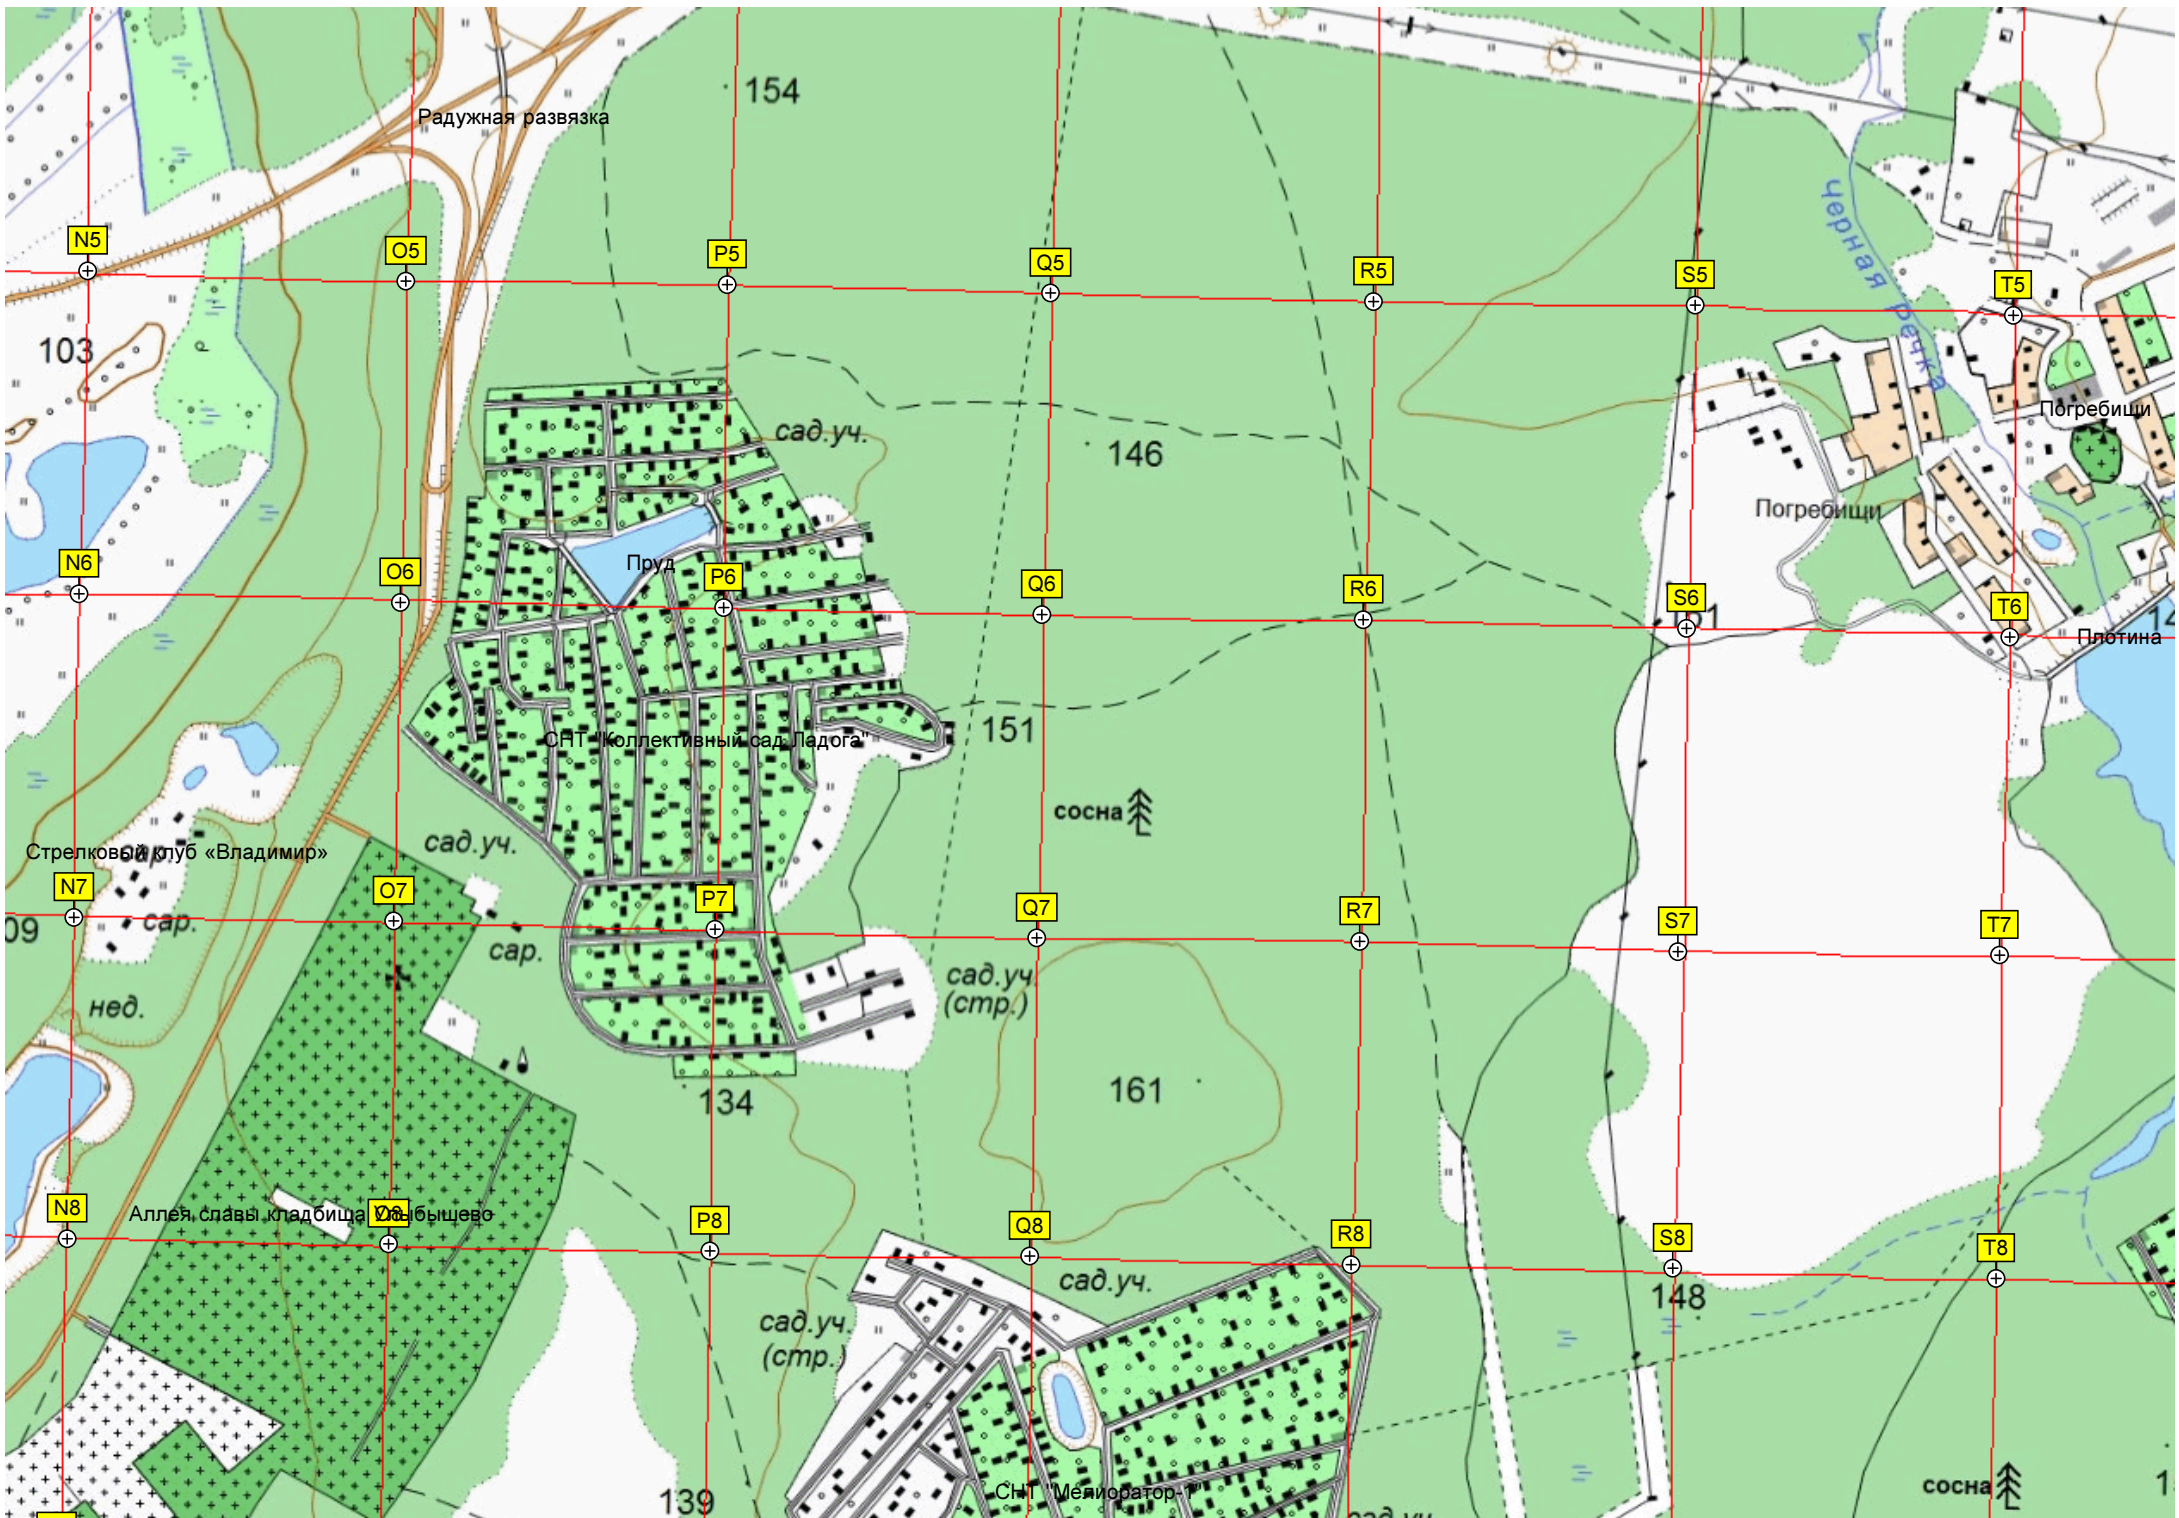 154
Радужная развязка
Черная Речка
N5
O5
P5
Q5
R5
S5
T5
103
сад.уч.
146
Погребищи
Погребищи
Пруд
N6
O6
P6
Q6
R6
S6
T6
Плотина
151
СНТ "Коллективный сад Ладога"
сосна
сад.уч.
Стрелковый клуб «Владимир»
сар.
N7
O7
P7
Q7
R7
S7
T7
09
сар.
сар.
сад.уч.
(стр.)
нед.
161
134
N8
Аллея славы кладбища Улыбышево
O8
P8
Q8
R8
S8
T8
сад.уч.
148
сад.уч.
(стр.)
сосна
139
СНТ "Мелиоратор-1"